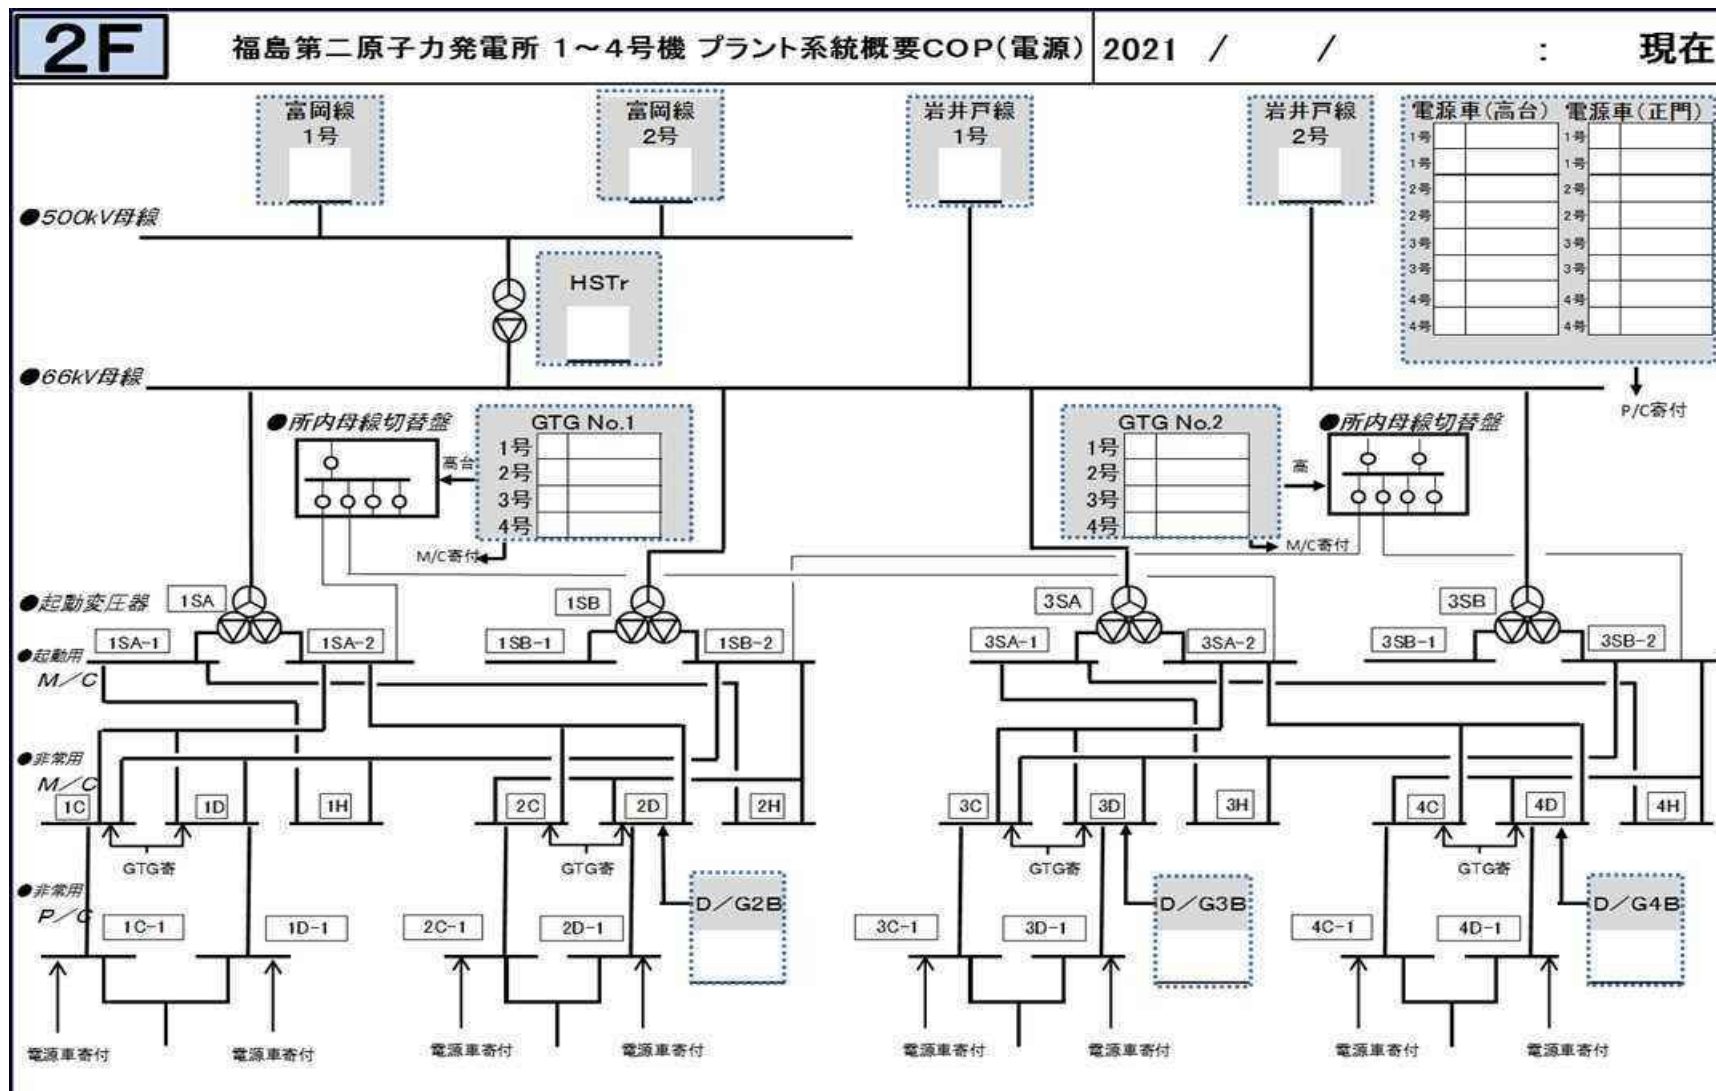 2F 福島第二原子力発電所 1～4号機 プラント系統概要COP(電源) 2021 / / : 現在
富岡線
1号
富岡線
2号
岩井戸線
1号
岩井戸線
2号
電源車(高台) 電源車(正門)
1号 1号
1号 1号
2号 2号
2号 2号
3号 3号
3号 3号
4号 4号
4号 4号
P/C寄付
●500kV母線
HSTr
●66kV母線
●所内母線切替盤
高台
GTG No.1
1号
2号
3号
4号
M/C寄付
GTG No.2
1号
2号
3号
4号
高
M/C寄付
●所内母線切替盤
●起動変圧器
1SA 1SB 3SA 3SB
1SA-1 1SA-2 1SB-1 1SB-2 3SA-1 3SA-2 3SB-1 3SB-2
●起動用
M/C
●非常用
M/C
1C 1D 1H 2C 2D 2H 3C 3D 3H 4C 4D 4H
GTG寄 GTG寄 GTG寄 GTG寄
●非常用
P/C
D/G2B D/G3B D/G4B
1C-1 1D-1 2C-1 2D-1 3C-1 3D-1 4C-1 4D-1
電源車寄付 電源車寄付 電源車寄付 電源車寄付 電源車寄付 電源車寄付 電源車寄付 電源車寄付